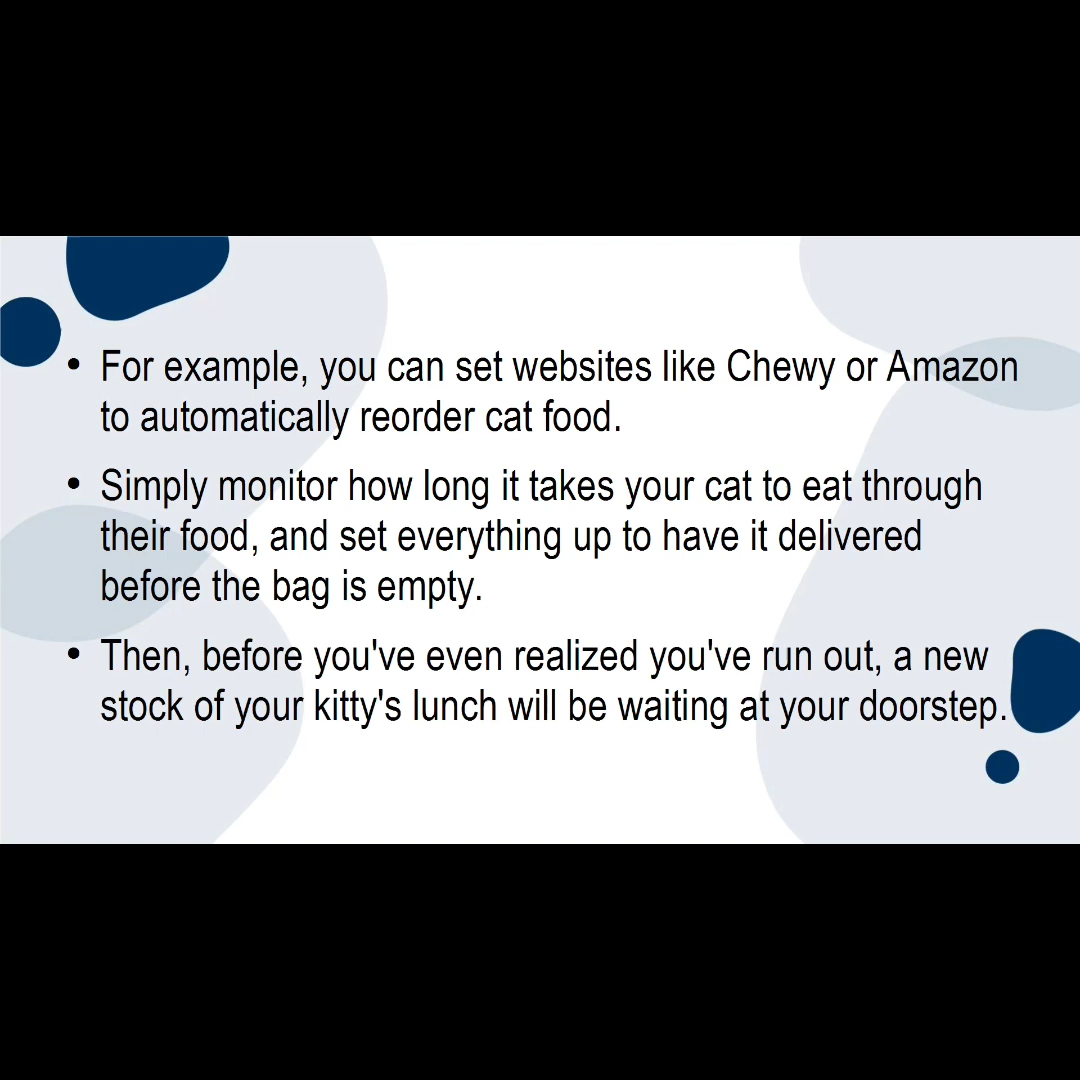 • For example, you can set websites like Chewy or Amazon
to automatically reorder cat food.
• Simply monitor how long it takes your cat to eat through
their food, and set everything up to have it delivered
before the bag is empty.
• Then, before you've even realized you've run out, a new
stock of your kitty's lunch will be waiting at your doorstep.